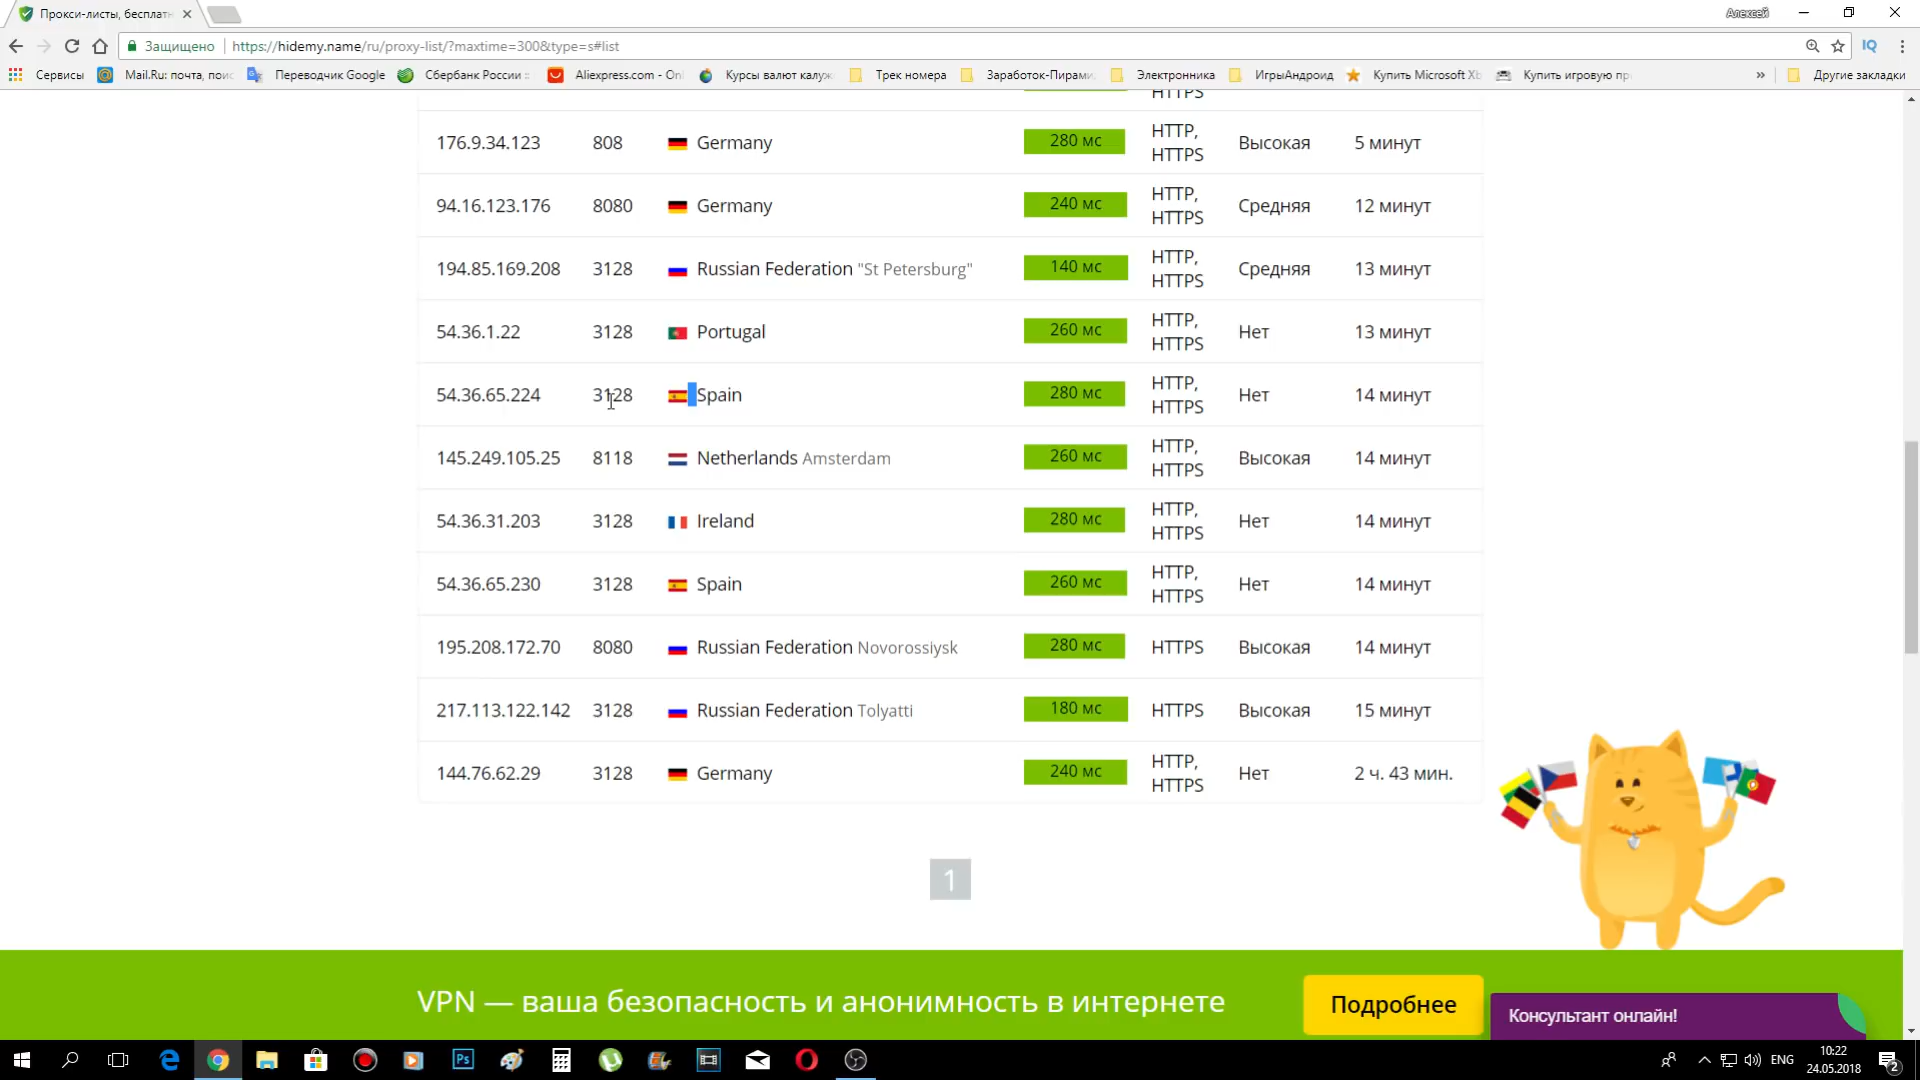 Прокси-листы, бесплатн
Алексей
Защищено
https://hidemy.name/ru/proxy-list/?maxtime=300&type=s#list
IQ
Сервисы
Mail.Ru: почта, поис
Переводчик Google
Сбербанк России ::
Aliexpress.com - Onl
Курсы валют калуж
Трек номера
Заработок-Пирами,
Электронника
ИгрыАндроид
Купить Microsoft Xb
Купить игровую пр
»
Другие закладки
HTTPS
176.9.34.123 808 Germany 280 мс HTTP, HTTPS Высокая 5 минут
94.16.123.176 8080 Germany 240 мс HTTP, HTTPS Средняя 12 минут
194.85.169.208 3128 Russian Federation "St Petersburg" 140 мс HTTP, HTTPS Средняя 13 минут
54.36.1.22 3128 Portugal 260 мс HTTP, HTTPS Нет 13 минут
54.36.65.224 3128 Spain 280 мс HTTP, HTTPS Нет 14 минут
145.249.105.25 8118 Netherlands Amsterdam 260 мс HTTP, HTTPS Высокая 14 минут
54.36.31.203 3128 Ireland 280 мс HTTP, HTTPS Нет 14 минут
54.36.65.230 3128 Spain 260 мс HTTP, HTTPS Нет 14 минут
195.208.172.70 8080 Russian Federation Novorossiysk 280 мс HTTPS Высокая 14 минут
217.113.122.142 3128 Russian Federation Tolyatti 180 мс HTTPS Высокая 15 минут
144.76.62.29 3128 Germany 240 мс HTTP, HTTPS Нет 2 ч. 43 мин.
1
VPN — ваша безопасность и анонимность в интернете
Подробнее
Консультант онлайн!
Ps
ENG
10:22
24.05.2018
2